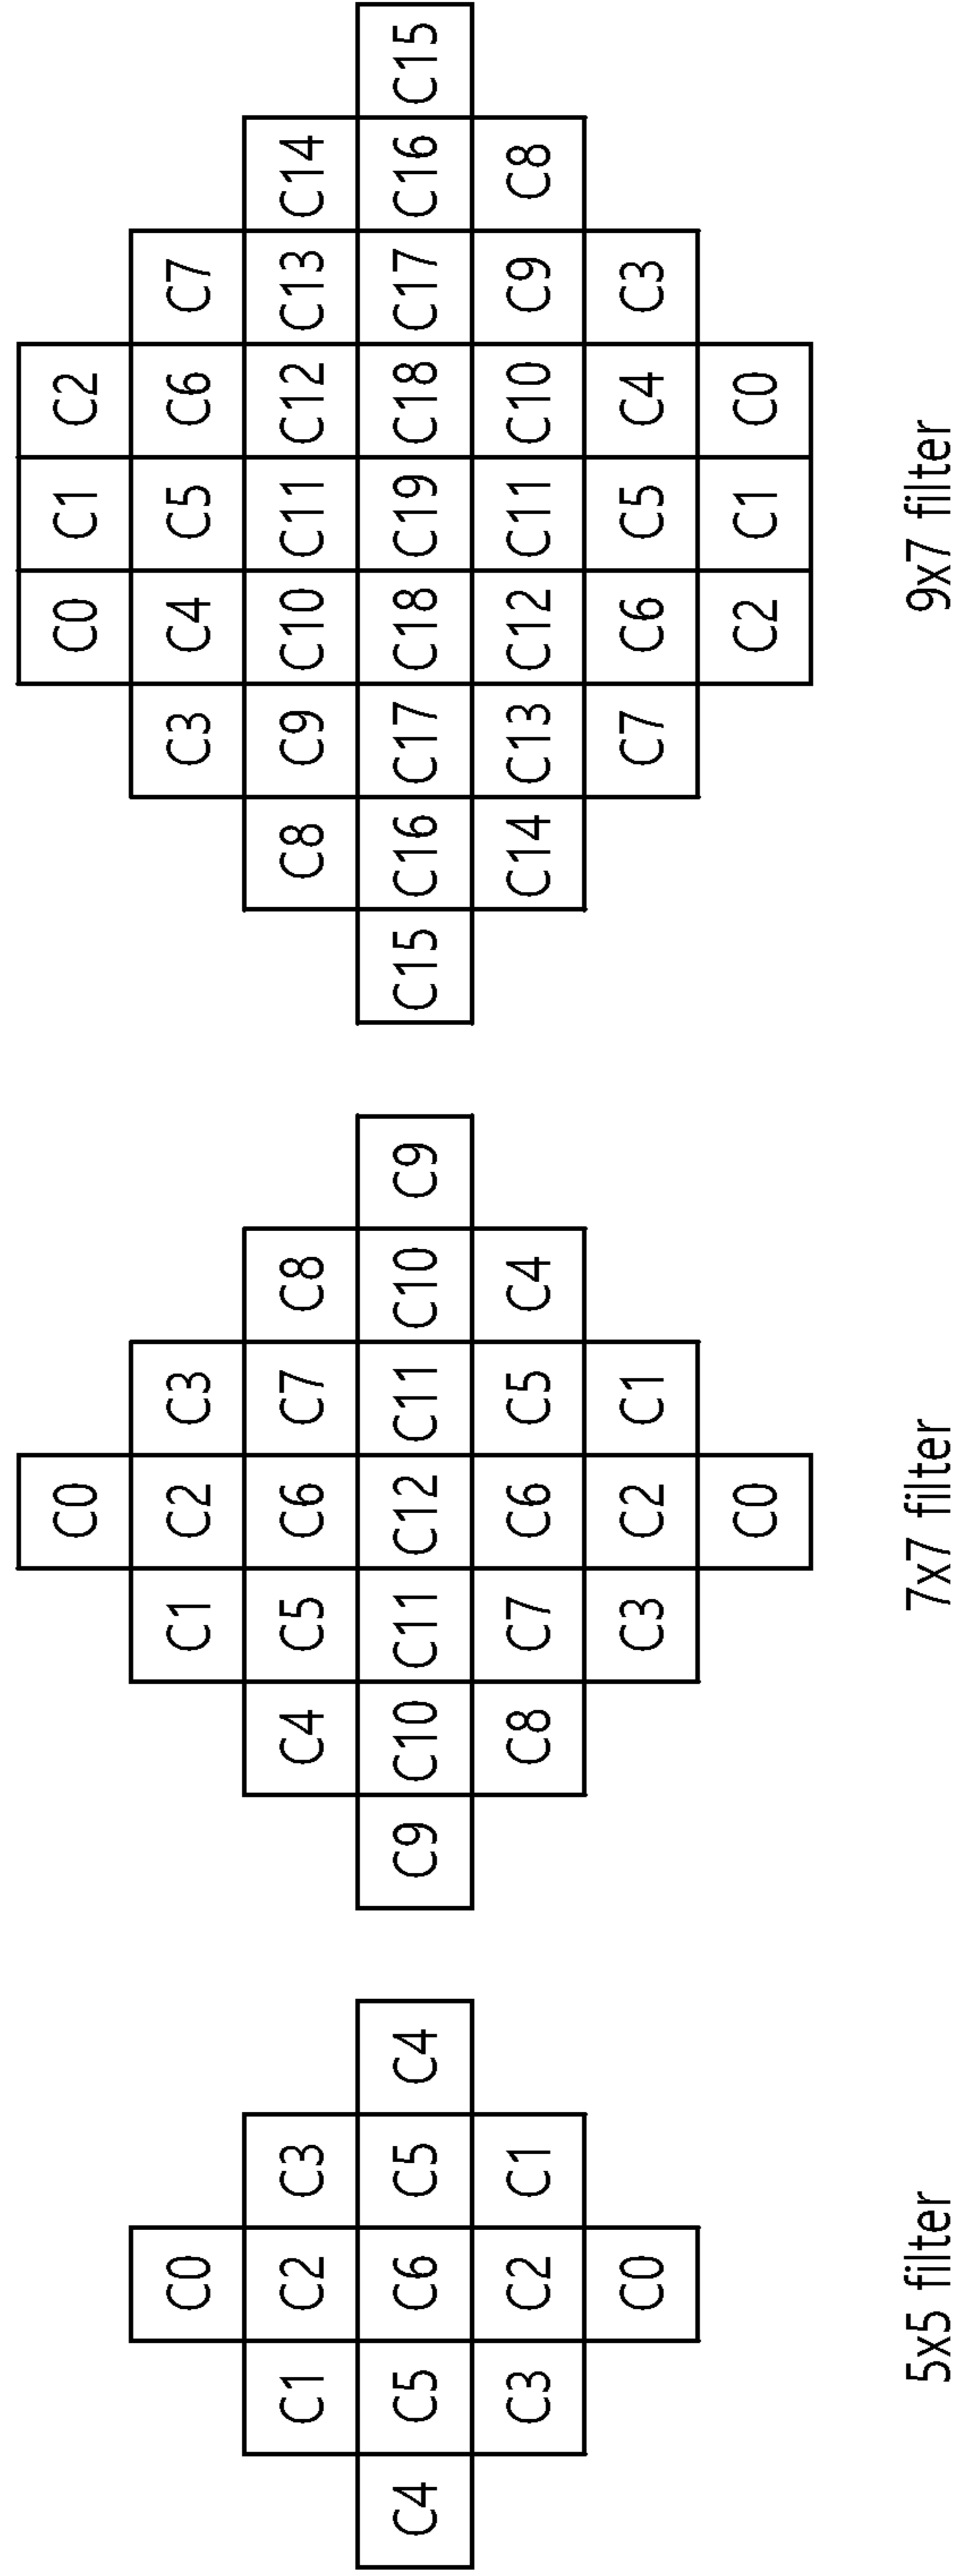 C0
C1 C2 C3
C4 C5 C6 C5 C4
C3 C2 C1
C0
5x5 filter
C0
C1 C2 C3
C4 C5 C6 C7 C8
C9 C10 C11 C12 C11 C10 C9
C8 C7 C6 C5 C4
C3 C2 C1
C0
7x7 filter
C0 C1 C2
C3 C4 C5 C6 C7
C8 C9 C10 C11 C12 C13 C14
C15 C16 C17 C18 C19 C18 C17 C16 C15
C14 C13 C12 C11 C10 C9 C8
C7 C6 C5 C4 C3
C2 C1 C0
9x7 filter